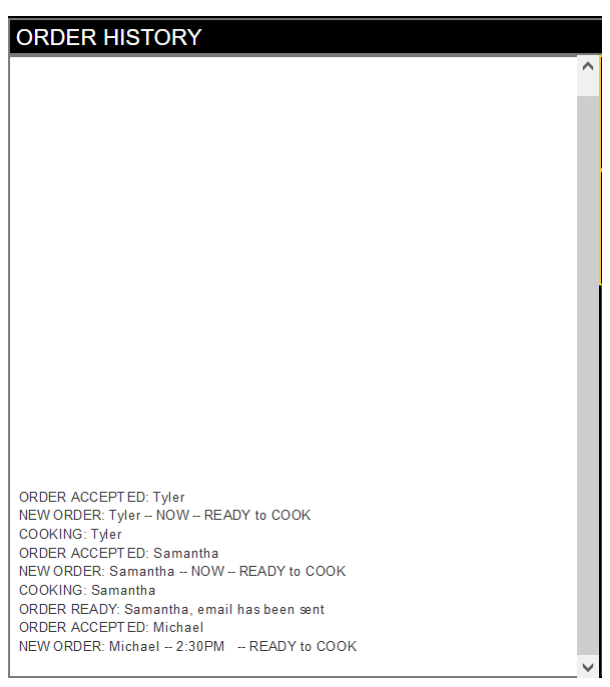 ORDER HISTORY
ORDER ACCEPTED: Tyler
NEW ORDER: Tyler -- NOW -- READY to COOK
COOKING: Tyler
ORDER ACCEPTED: Samantha
NEW ORDER: Samantha -- NOW -- READY to COOK
COOKING: Samantha
ORDER READY: Samantha, email has been sent
ORDER ACCEPTED: Michael
NEW ORDER: Michael -- 2:30PM -- READY to COOK